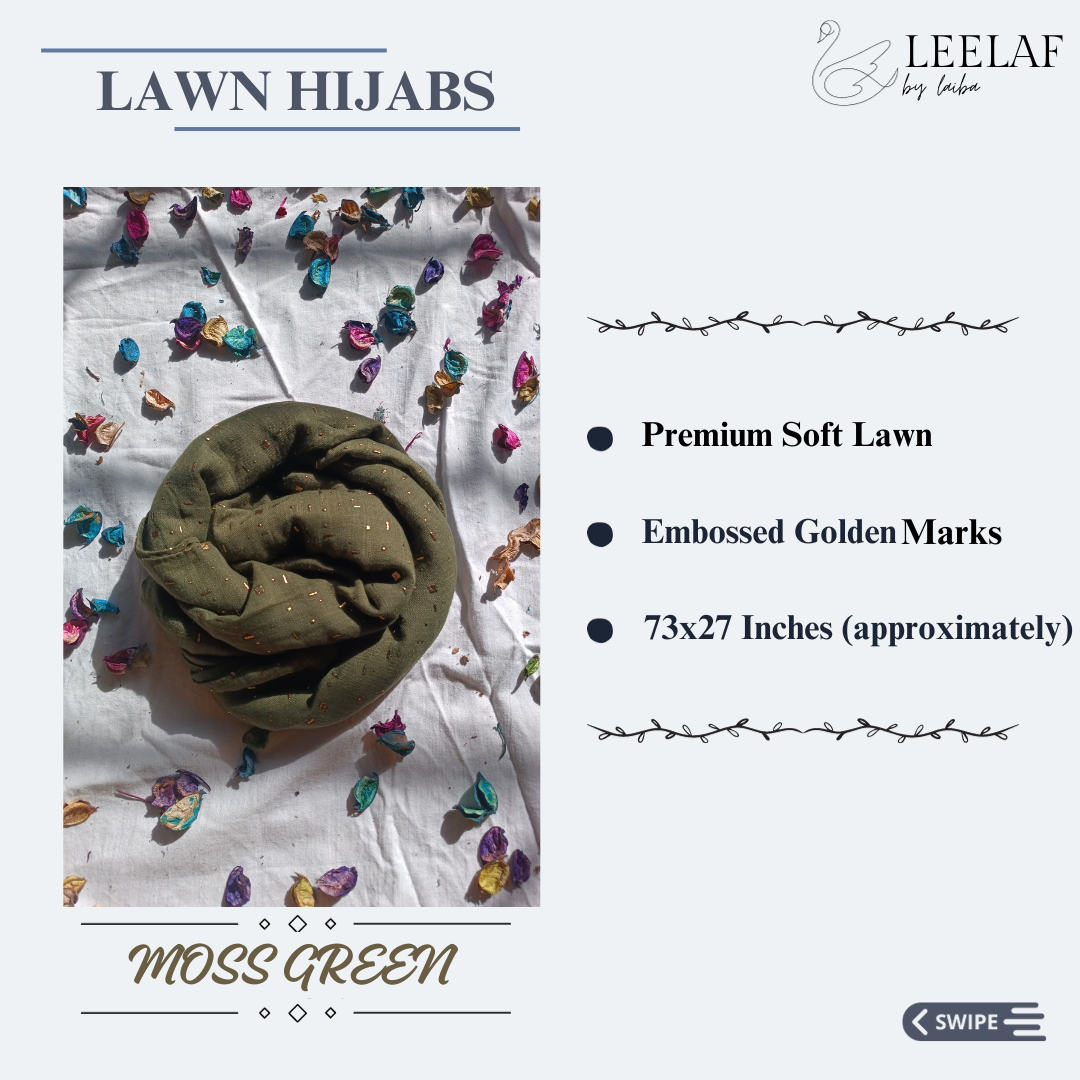 LAWN HIJABS
LEELAF
by laiba
Premium Soft Lawn
Embossed Golden Marks
73x27 Inches (approximately)
MOSS GREEN
SWIPE